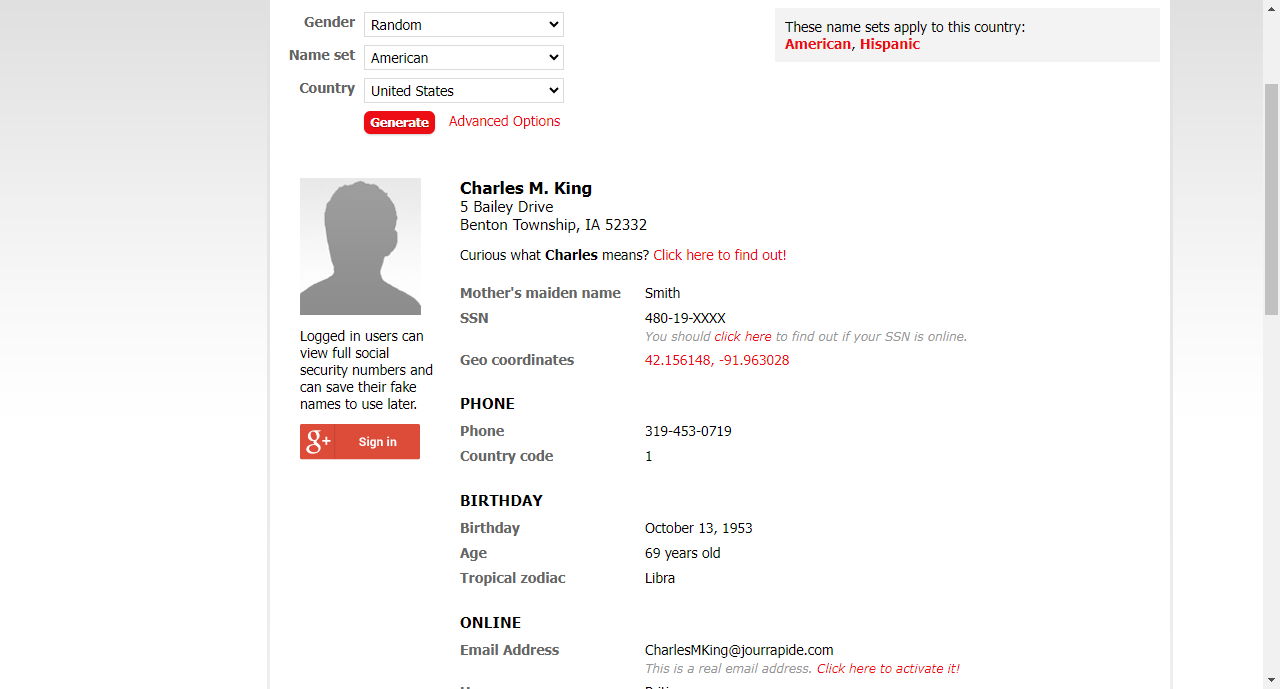 Gender Random
Name set American
Country United States
Generate Advanced Options
These name sets apply to this country:
American, Hispanic
Charles M. King
5 Bailey Drive
Benton Township, IA 52332
Curious what Charles means? Click here to find out!
Mother's maiden name Smith
SSN 480-19-XXXX
You should click here to find out if your SSN is online.
Geo coordinates 42.156148, -91.963028
Logged in users can
view full social
security numbers and
can save their fake
names to use later.
g+ Sign in
PHONE
Phone 319-453-0719
Country code 1
BIRTHDAY
Birthday October 13, 1953
Age 69 years old
Tropical zodiac Libra
ONLINE
Email Address CharlesMKing@jourrapide.com
This is a real email address. Click here to activate it!